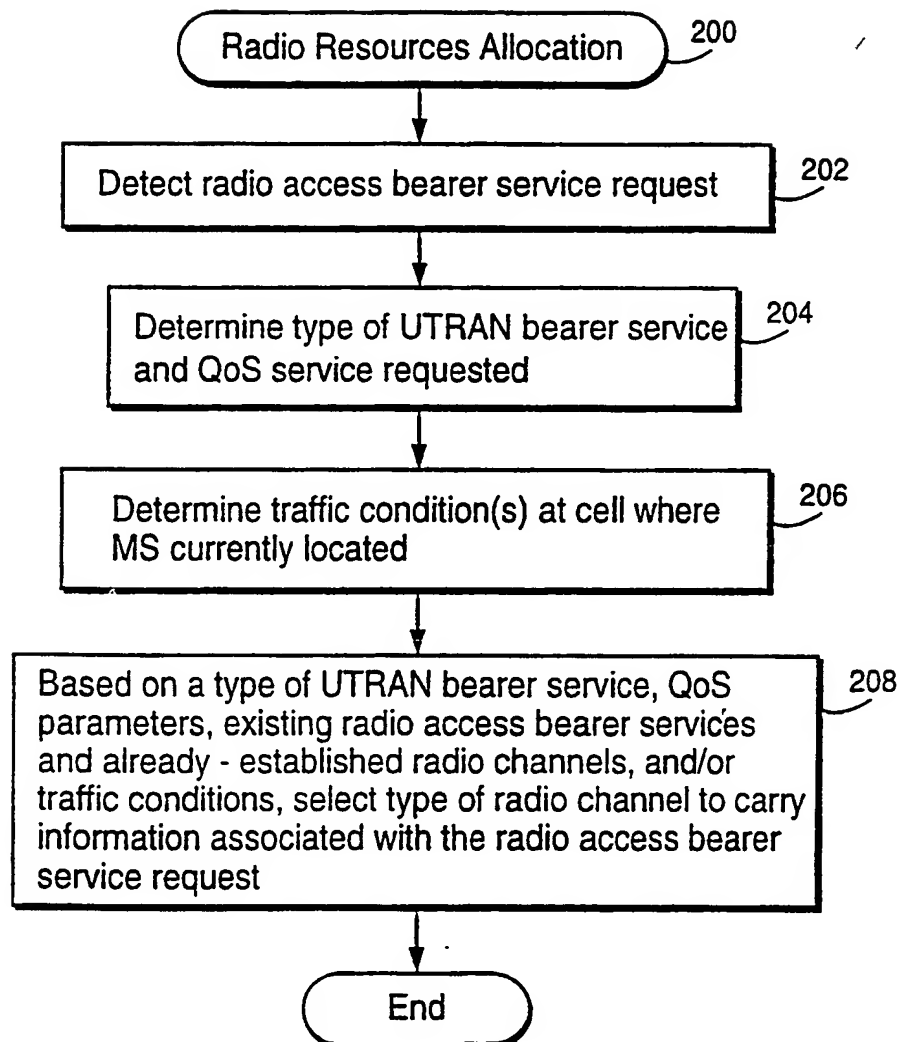 Radio Resources Allocation
200
Detect radio access bearer service request
202
Determine type of UTRAN bearer service
and QoS service requested
204
Determine traffic condition(s) at cell where
MS currently located
206
Based on a type of UTRAN bearer service, QoS
parameters, existing radio access bearer services
and already - established radio channels, and/or
traffic conditions, select type of radio channel to carry
information associated with the radio access bearer
service request
208
End